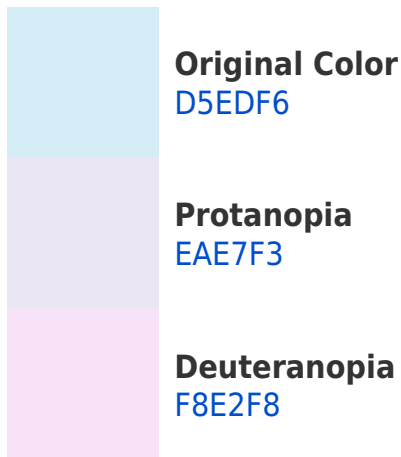 Original Color
D5EDF6
Protanopia
EAE7F3
Deuteranopia
F8E2F8